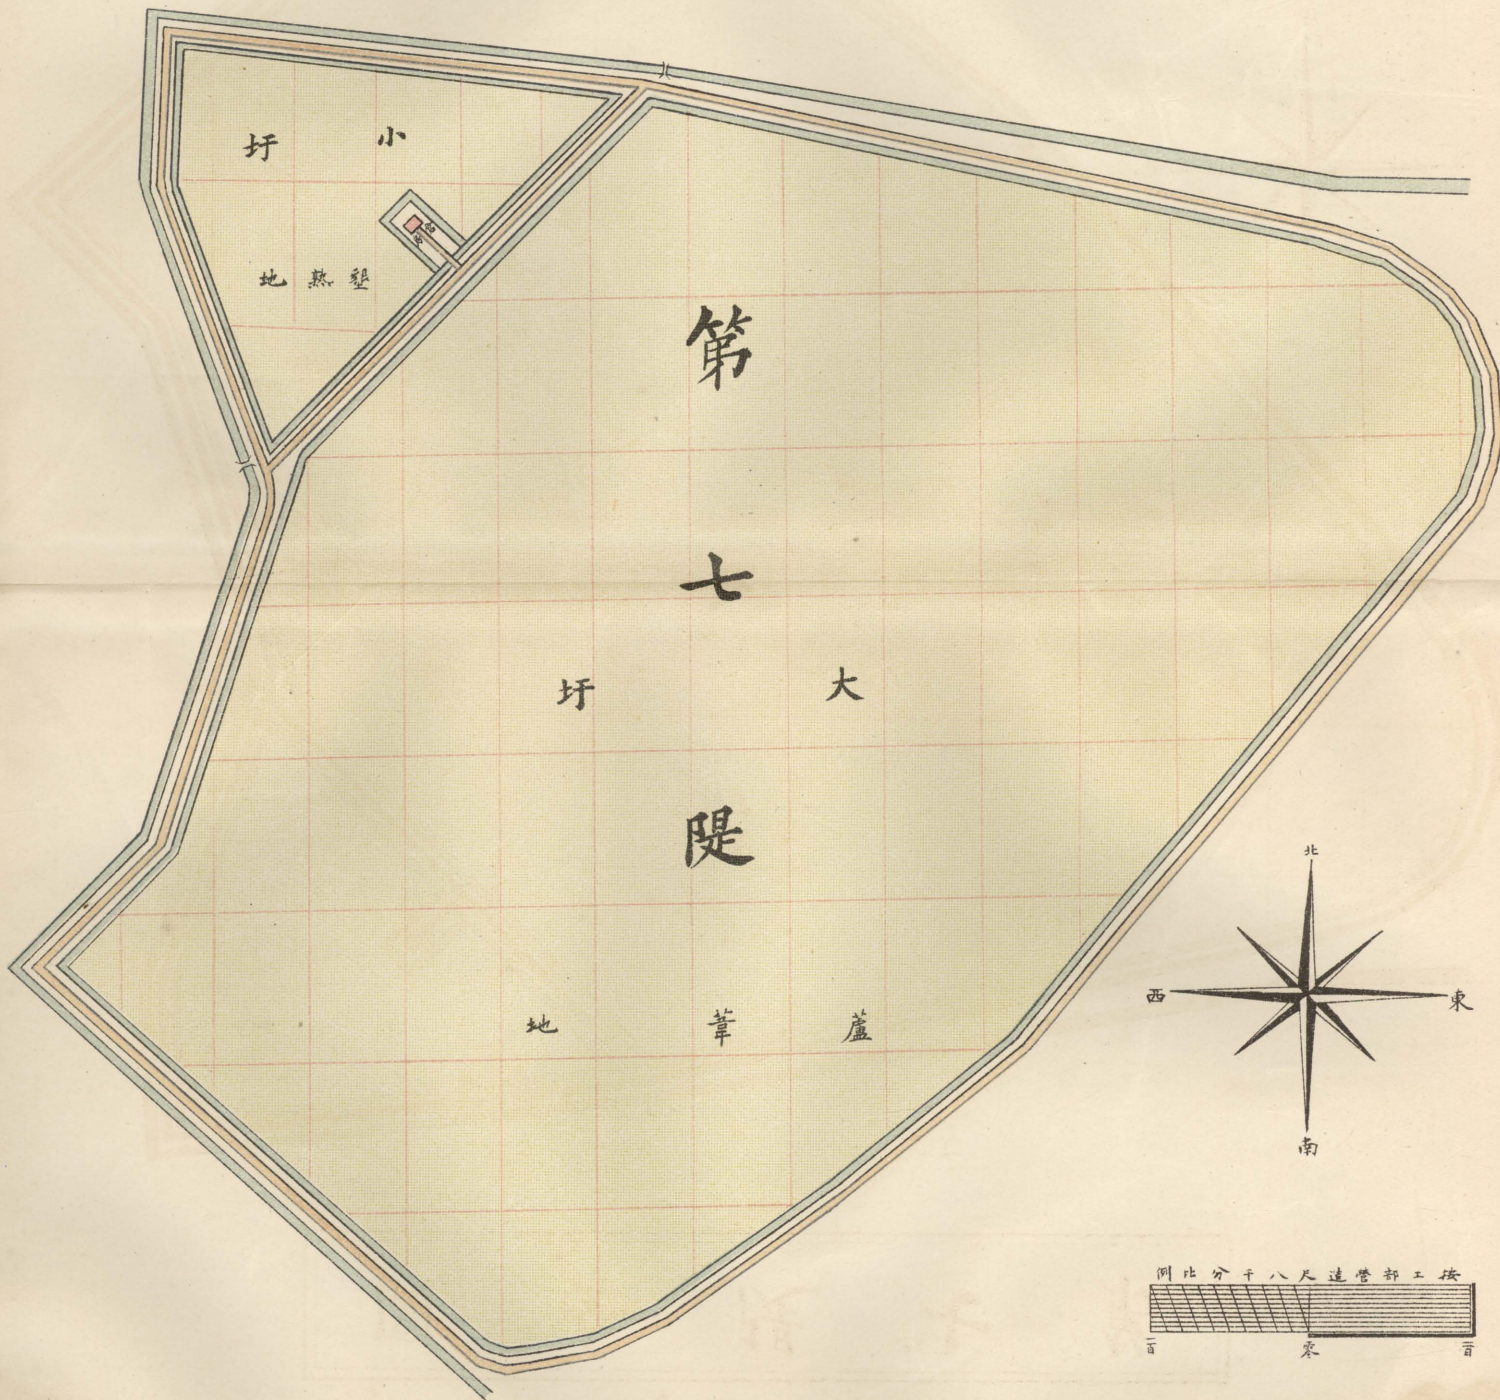 第七隄
小圩
墾熟地
大圩
蘆葦地
北
東
西
南
按工部營造尺八千分比例
一百
零
一百